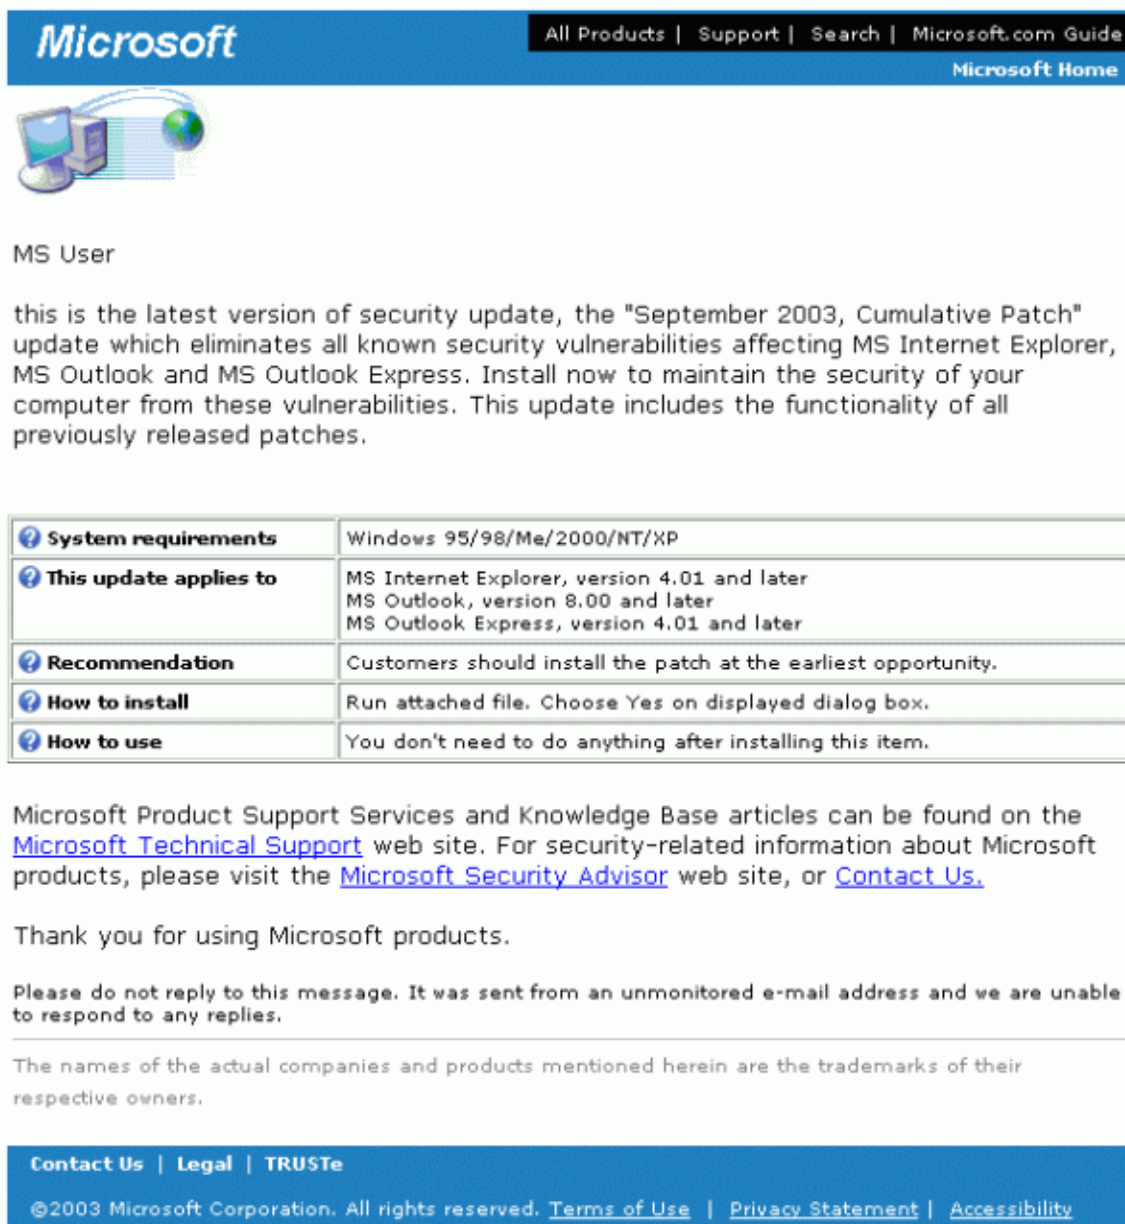 Microsoft
All Products | Support | Search | Microsoft.com Guide
Microsoft Home
MS User
this is the latest version of security update, the "September 2003, Cumulative Patch"
update which eliminates all known security vulnerabilities affecting MS Internet Explorer,
MS Outlook and MS Outlook Express. Install now to maintain the security of your
computer from these vulnerabilities. This update includes the functionality of all
previously released patches.
System requirements Windows 95/98/Me/2000/NT/XP
This update applies to MS Internet Explorer, version 4.01 and later
MS Outlook, version 8.00 and later
MS Outlook Express, version 4.01 and later
Recommendation Customers should install the patch at the earliest opportunity.
How to install Run attached file. Choose Yes on displayed dialog box.
How to use You don't need to do anything after installing this item.
Microsoft Product Support Services and Knowledge Base articles can be found on the
Microsoft Technical Support web site. For security-related information about Microsoft
products, please visit the Microsoft Security Advisor web site, or Contact Us.
Thank you for using Microsoft products.
Please do not reply to this message. It was sent from an unmonitored e-mail address and we are unable
to respond to any replies.
The names of the actual companies and products mentioned herein are the trademarks of their
respective owners.
Contact Us | Legal | TRUSTe
©2003 Microsoft Corporation. All rights reserved. Terms of Use | Privacy Statement | Accessibility